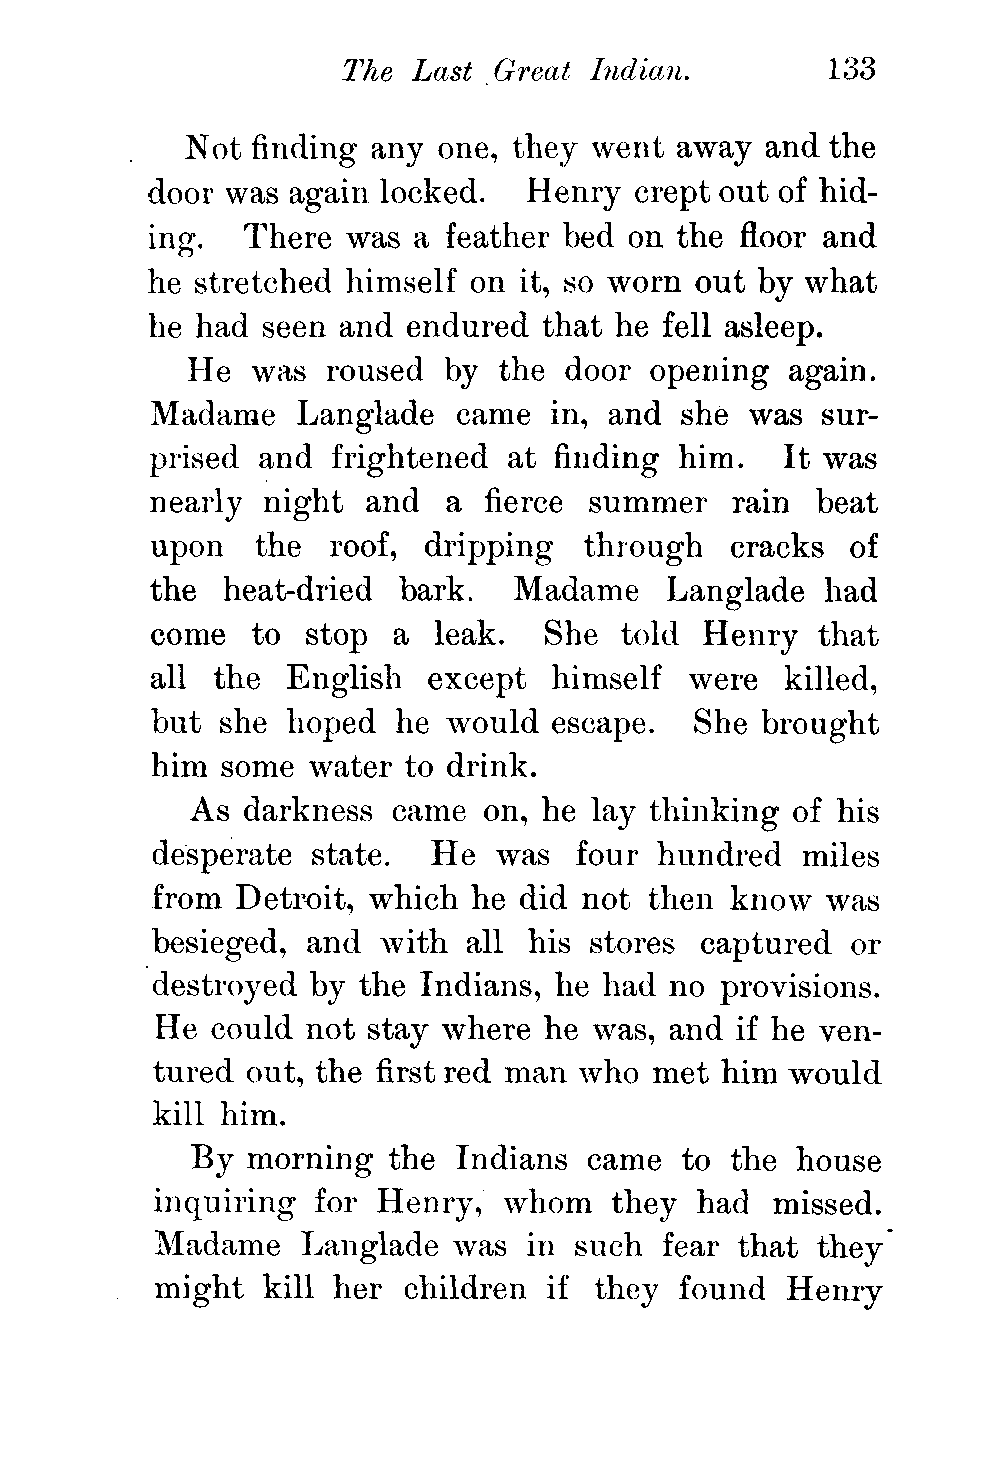 The Last Great Indian. 133
Not finding any one, they went away and the
door was again locked. Henry crept out of hid-
ing. There was a feather bed on the floor and
he stretched himself on it, so worn out by what
he had seen and endured that he fell asleep.
He was roused by the door opening again.
Madame Langlade came in, and she was sur-
prised and frightened at finding him. It was
nearly night and a fierce summer rain beat
upon the roof, dripping through cracks of
the heat-dried bark. Madame Langlade had
come to stop a leak. She told Henry that
all the English except himself were killed,
but she hoped he would escape. She brought
him some water to drink.
As darkness came on, he lay thinking of his
desperate state. He was four hundred miles
from Detroit, which he did not then know was
besieged, and with all his stores captured or
destroyed by the Indians, he had no provisions.
He could not stay where he was, and if he ven-
tured out, the first red man who met him would
kill him.
By morning the Indians came to the house
inquiring for Henry, whom they had missed.
Madame Langlade was in such fear that they
might kill her children if they found Henry